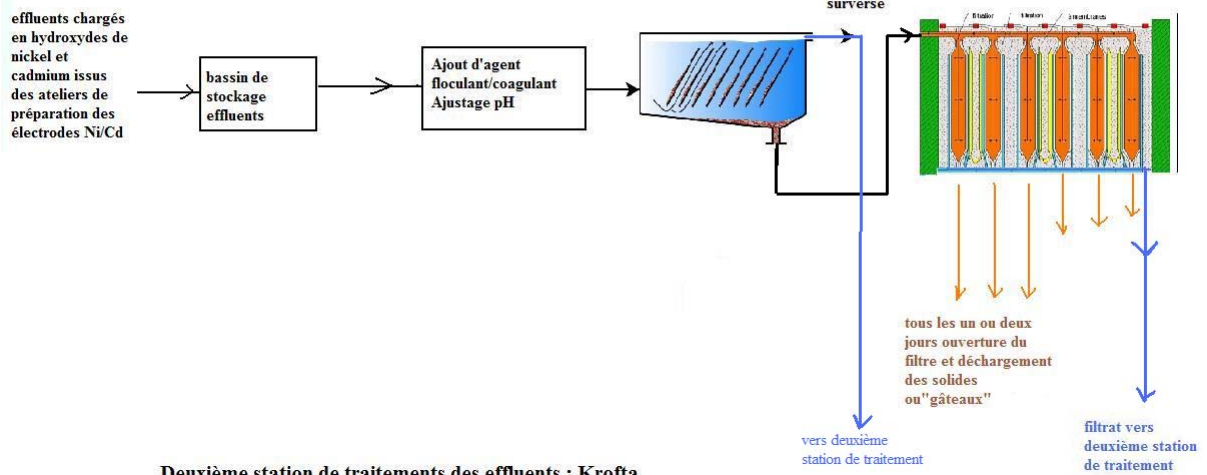 effluents chargés
en hydroxydes de
nickel et
cadmium issus
des ateliers de
préparation des
électrodes Ni/Cd
bassin de
stockage
effluents
Ajout d'agent
floculant/coagulant
Ajustage pH
surverse
filtration
filtration
à membranes
tous les un ou deux
jours ouverture du
filtre et déchargement
des solides
ou"gâteaux"
vers deuxième
station de traitement
filtrat vers
deuxième station
de traitement
Deuxième station de traitements des effluents : Krofta